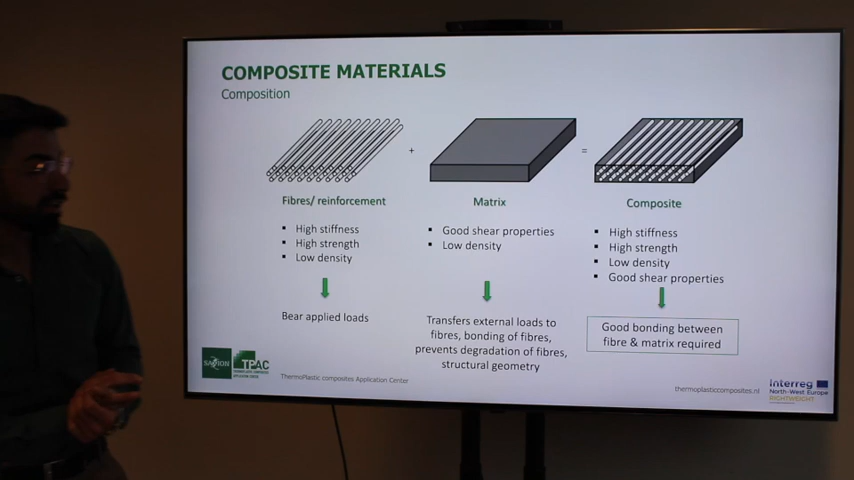 COMPOSITE MATERIALS
Composition
+
=
Fibres/ reinforcement
▪ High stiffness
▪ High strength
▪ Low density
Bear applied loads
Matrix
▪ Good shear properties
▪ Low density
Transfers external loads to
fibres, bonding of fibres,
prevents degradation of fibres,
structural geometry
Composite
▪ High stiffness
▪ High strength
▪ Low density
▪ Good shear properties
Good bonding between
fibre & matrix required
SAXION
TPAC
ThermoPlastic composites Application Center
thermoplasticcomposites.nl
Interreg
North-West Europe
RIGHTWEIGHT